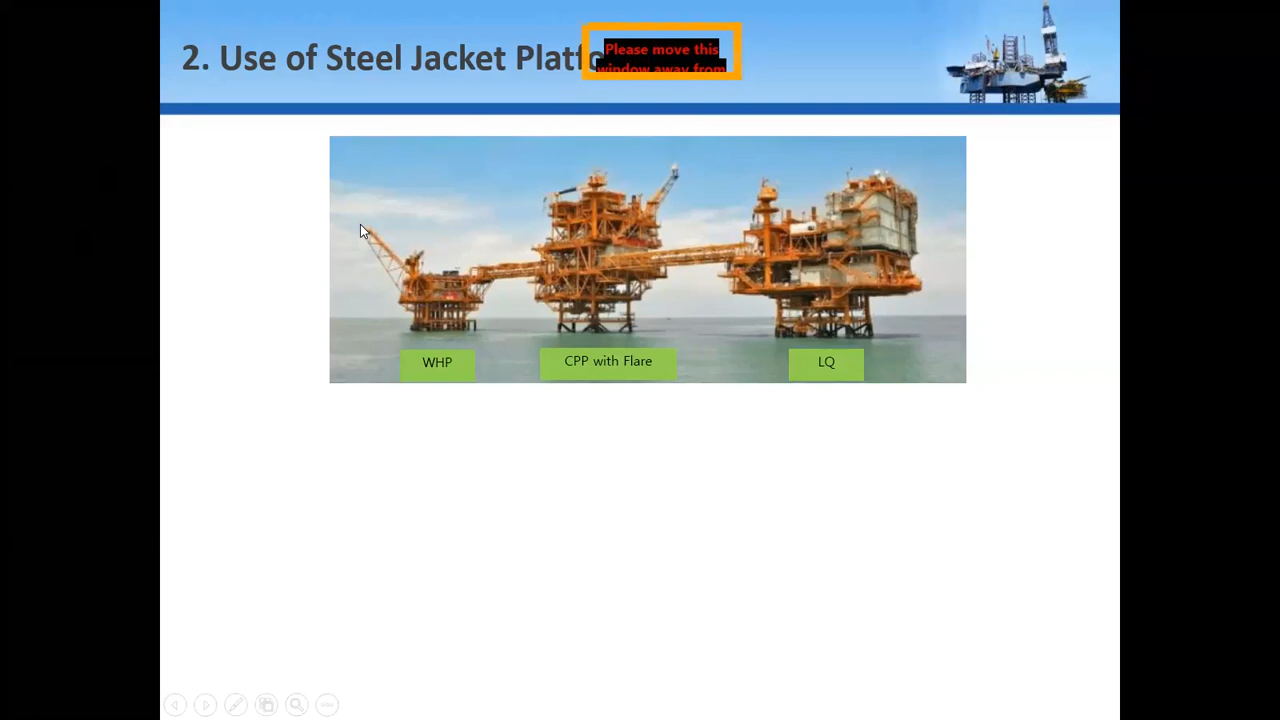 2. Use of Steel Jacket Platfo
Please move this
window away from
WHP
CPP with Flare
LQ